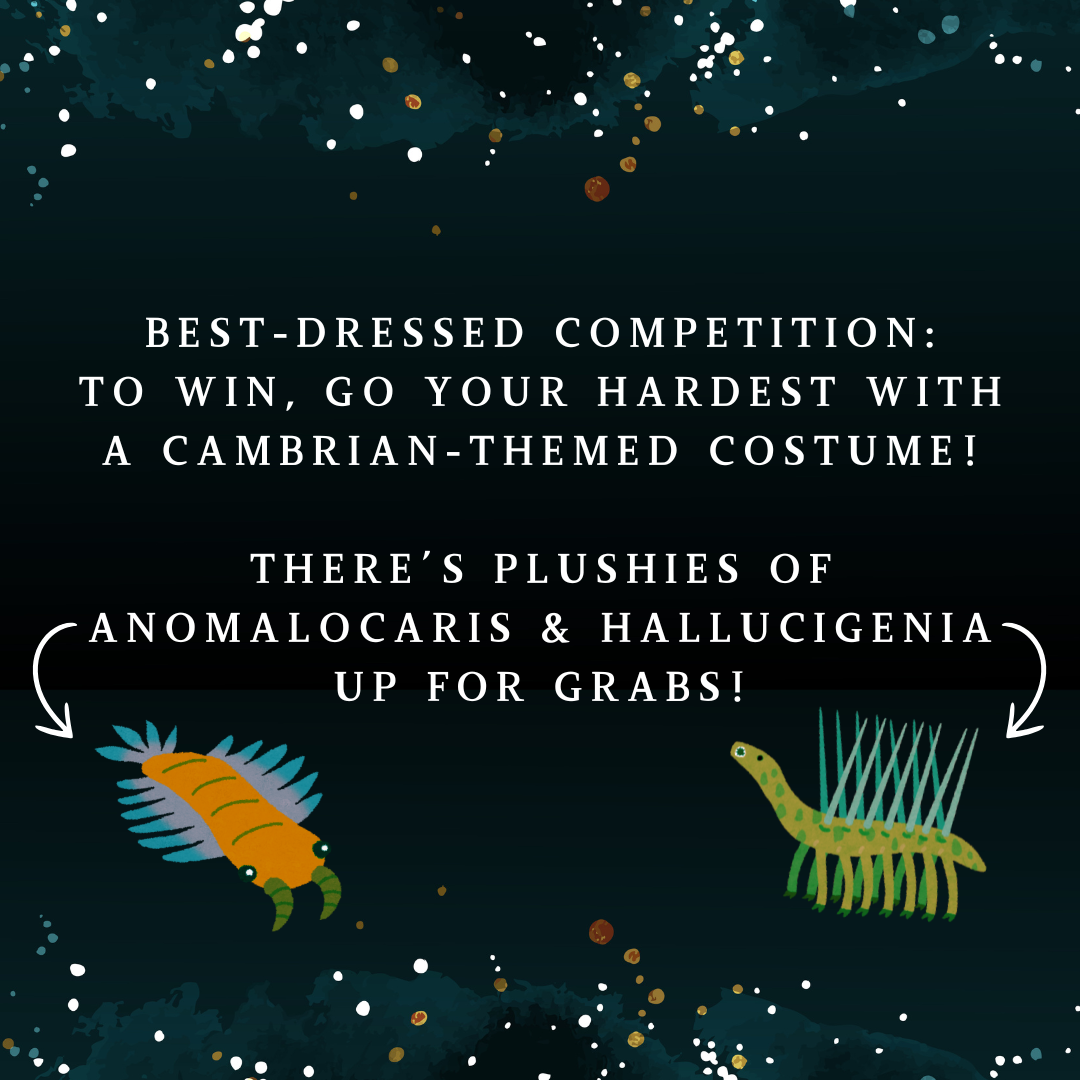 BEST-DRESSED COMPETITION:
TO WIN, GO YOUR HARDEST WITH
A CAMBRIAN-THEMED COSTUME!
THERE'S PLUSHIES OF
ANOMALOCARIS & HALLUCIGENIA
UP FOR GRABS!